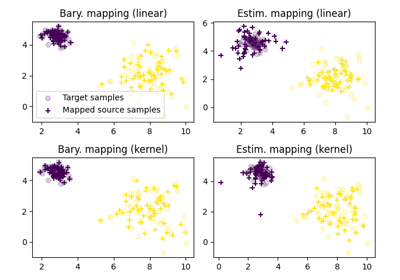 Bary. mapping (linear)
Estim. mapping (linear)
4
2
0
Target samples
Mapped source samples
2 4 6 8 10
6
4
2
0
2 4 6 8 10
Bary. mapping (kernel)
Estim. mapping (kernel)
4
2
0
2 4 6 8 10
4
2
0
0 2 4 6 8 10